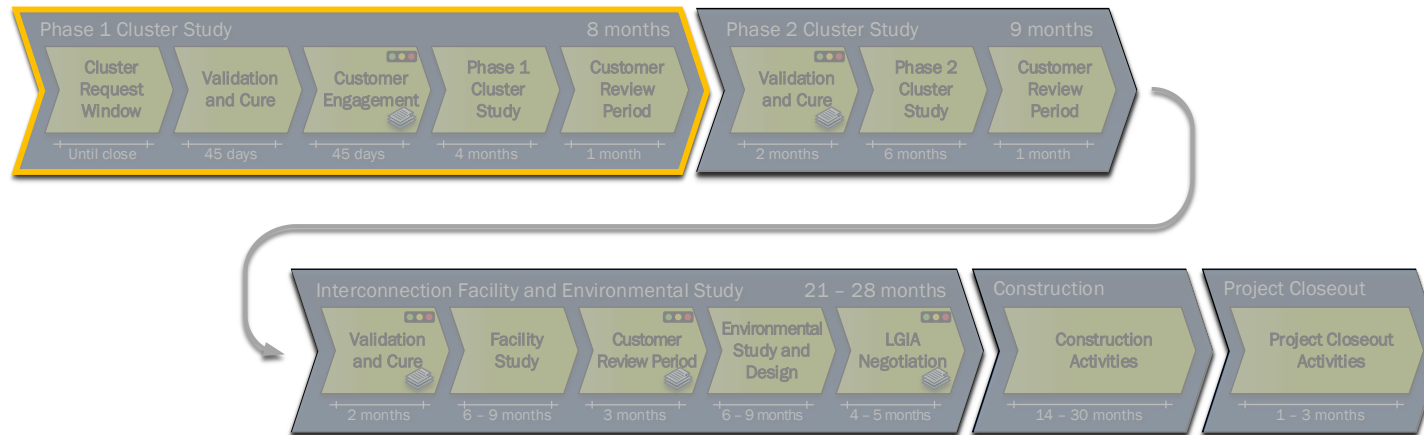 Phase 1 Cluster Study 8 months
Cluster
Request
Window
Validation
and Cure
Customer
Engagement
Phase 1
Cluster
Study
Customer
Review
Period
Until close
45 days
45 days
4 months
1 month
Phase 2 Cluster Study 9 months
Validation
and Cure
Phase 2
Cluster
Study
Customer
Review
Period
2 months
6 months
1 month
Interconnection Facility and Environmental Study 21 – 28 months
Validation
and Cure
Facility
Study
Customer
Review Period
Environmental
Study and
Design
LGIA
Negotiation
2 months
6 – 9 months
3 months
6 – 9 months
4 – 5 months
Construction
Construction
Activities
14 – 30 months
Project Closeout
Project Closeout
Activities
1 – 3 months